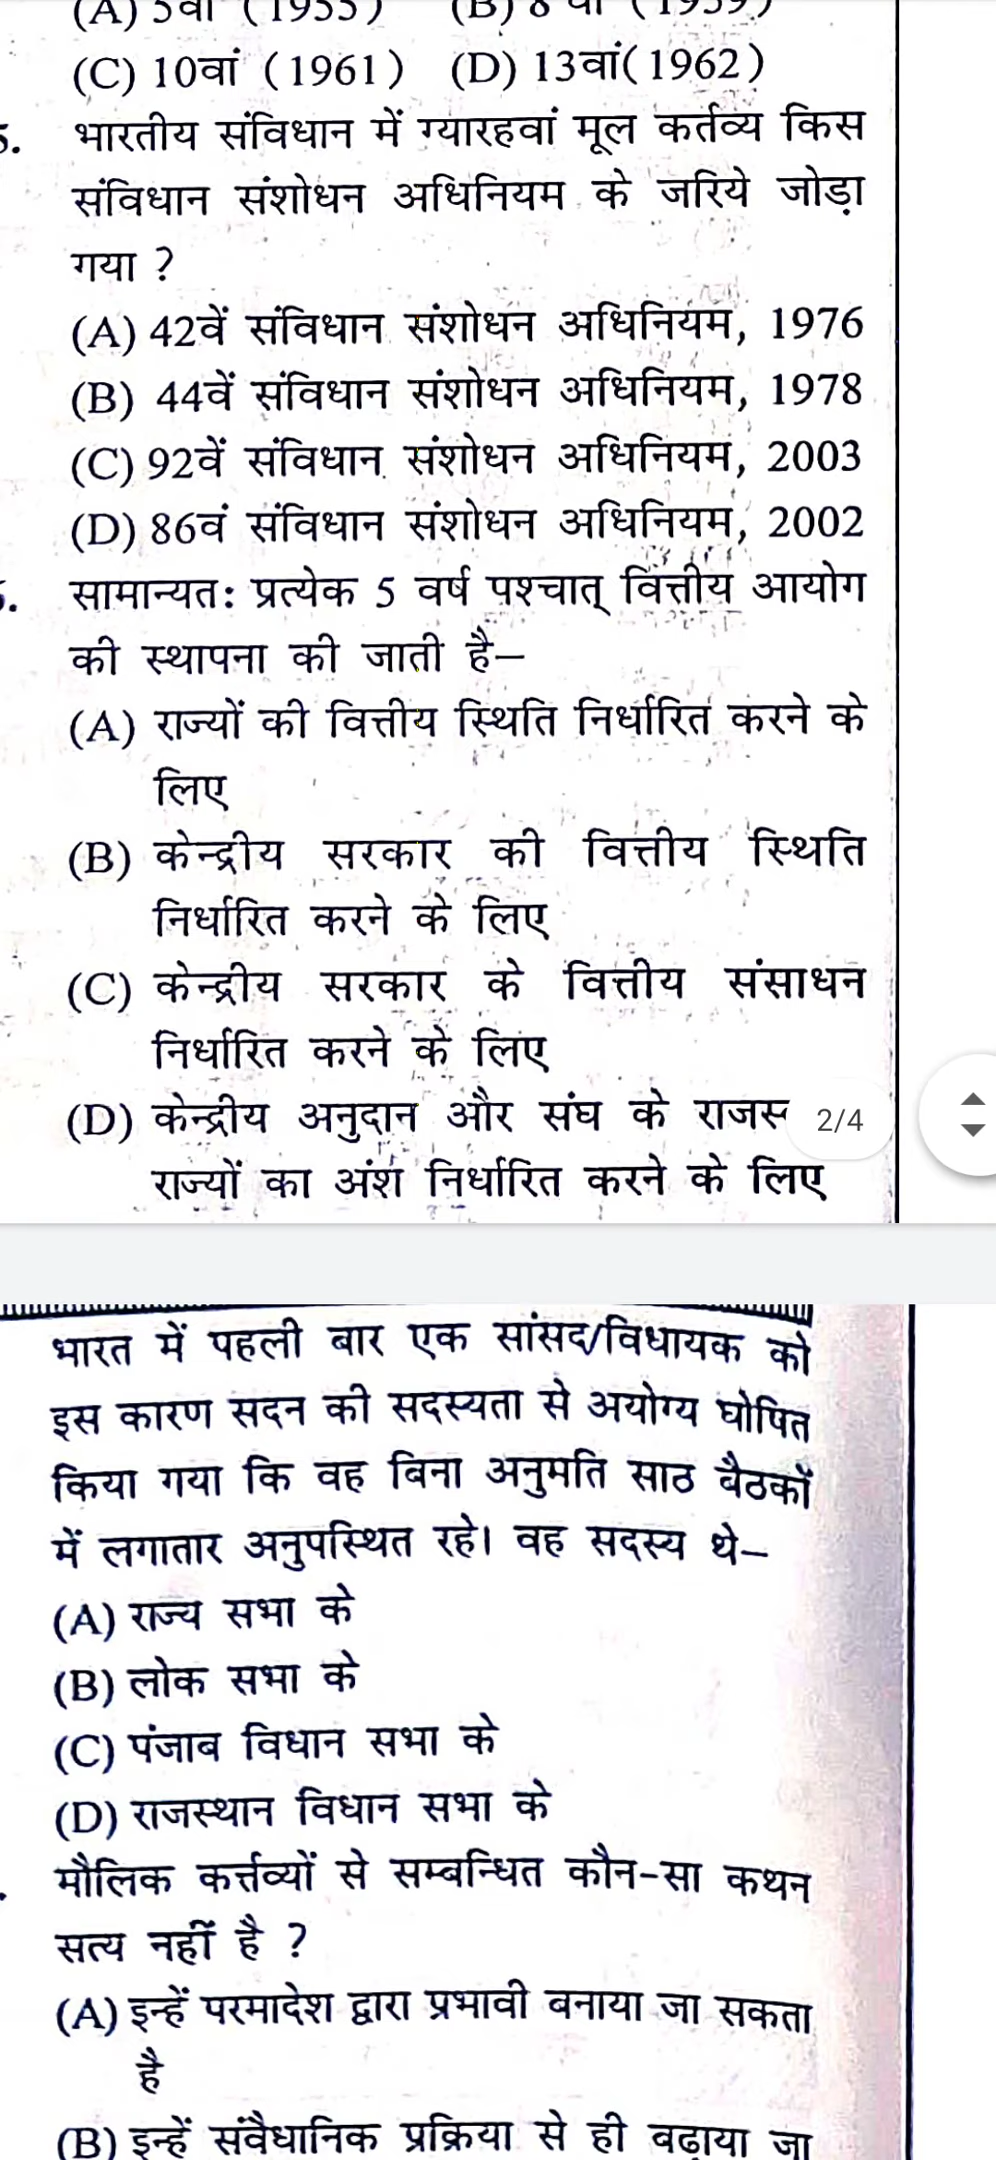 (C) 10वां (1961) (D) 13वां(1962)
5. भारतीय संविधान में ग्यारहवां मूल कर्तव्य किस
संविधान संशोधन अधिनियम के जरिये जोड़ा
गया ?
(A) 42वें संविधान संशोधन अधिनियम, 1976
(B) 44वें संविधान संशोधन अधिनियम, 1978
(C) 92वें संविधान संशोधन अधिनियम, 2003
(D) 86वं संविधान संशोधन अधिनियम, 2002
सामान्यतः प्रत्येक 5 वर्ष पश्चात् वित्तीय आयोग
की स्थापना की जाती है–
(A) राज्यों की वित्तीय स्थिति निर्धारित करने के
लिए
(B) केन्द्रीय सरकार की वित्तीय स्थिति
निर्धारित करने के लिए
(C) केन्द्रीय सरकार के वित्तीय संसाधन
निर्धारित करने के लिए
(D) केन्द्रीय अनुदान और संघ के राजस
2/4
राज्यों का अंश निर्धारित करने के लिए
भारत में पहली बार एक सांसद/विधायक को
इस कारण सदन की सदस्यता से अयोग्य घोषित
किया गया कि वह बिना अनुमति साठ बैठकों
में लगातार अनुपस्थित रहे। वह सदस्य थे–
(A) राज्य सभा के
(B) लोक सभा के
(C) पंजाब विधान सभा के
(D) राजस्थान विधान सभा के
मौलिक कर्त्तव्यों से सम्बन्धित कौन-सा कथन
सत्य नहीं है ?
(A) इन्हें परमादेश द्वारा प्रभावी बनाया जा सकता
है
(B) इन्हें संवैधानिक प्रक्रिया से ही बढ़ाया जा